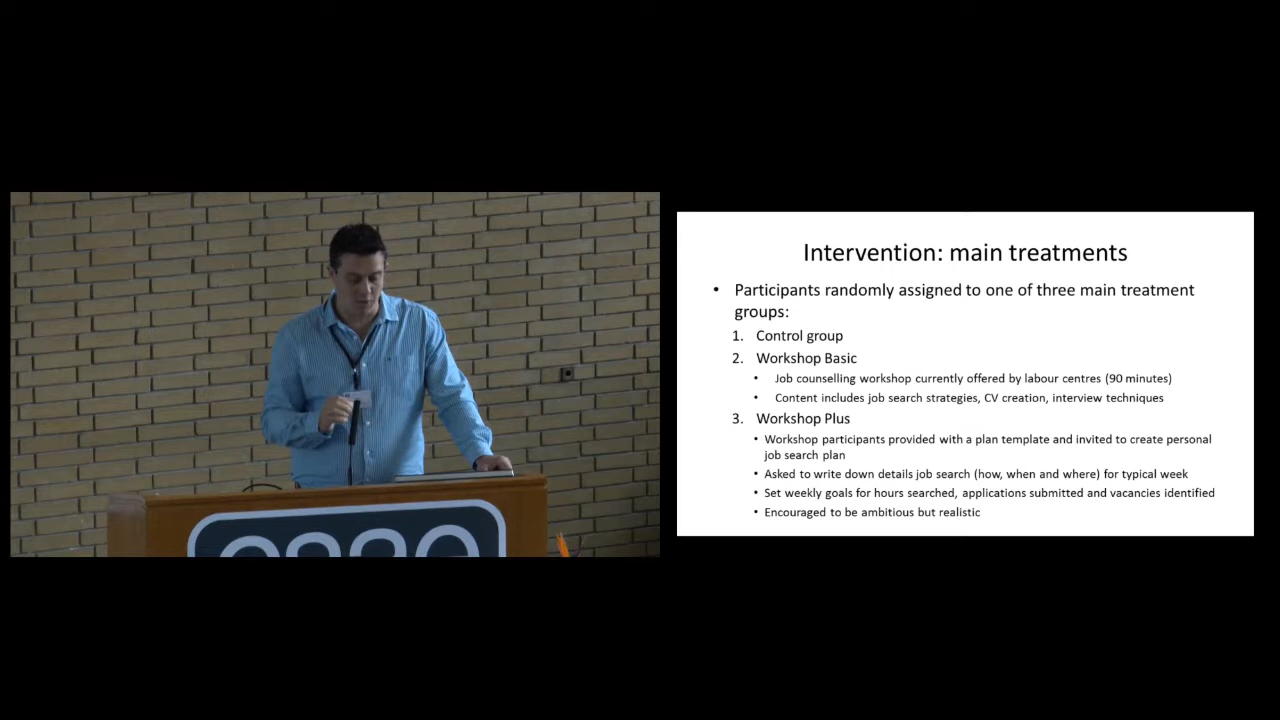 Intervention: main treatments
• Participants randomly assigned to one of three main treatment
groups:
1. Control group
2. Workshop Basic
• Job counselling workshop currently offered by labour centres (90 minutes)
• Content includes job search strategies, CV creation, interview techniques
3. Workshop Plus
• Workshop participants provided with a plan template and invited to create personal
job search plan
• Asked to write down details job search (how, when and where) for typical week
• Set weekly goals for hours searched, applications submitted and vacancies identified
• Encouraged to be ambitious but realistic